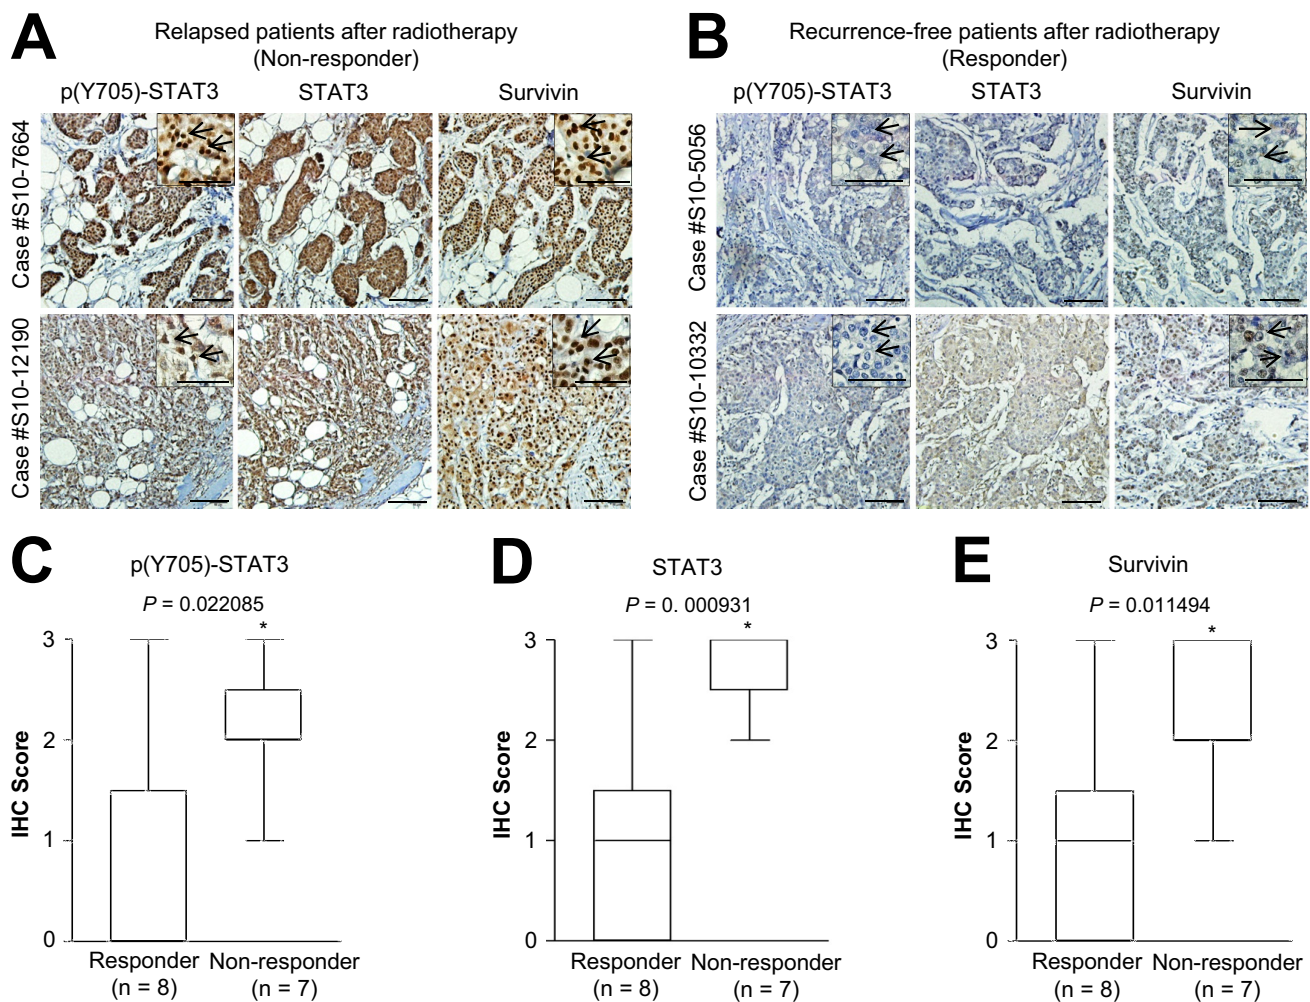 A
Relapsed patients after radiotherapy
(Non-responder)
p(Y705)-STAT3 STAT3 Survivin
Case #S10-7664
Case #S10-12190
B
Recurrence-free patients after radiotherapy
(Responder)
p(Y705)-STAT3 STAT3 Survivin
Case #S10-5056
Case #S10-10332
C
p(Y705)-STAT3
P = 0.022085
*
IHC Score
3
2
1
0
Responder Non-responder
(n = 8) (n = 7)
D
STAT3
P = 0. 000931
*
IHC Score
3
2
1
0
Responder Non-responder
(n = 8) (n = 7)
E
Survivin
P = 0.011494
*
IHC Score
3
2
1
0
Responder Non-responder
(n = 8) (n = 7)